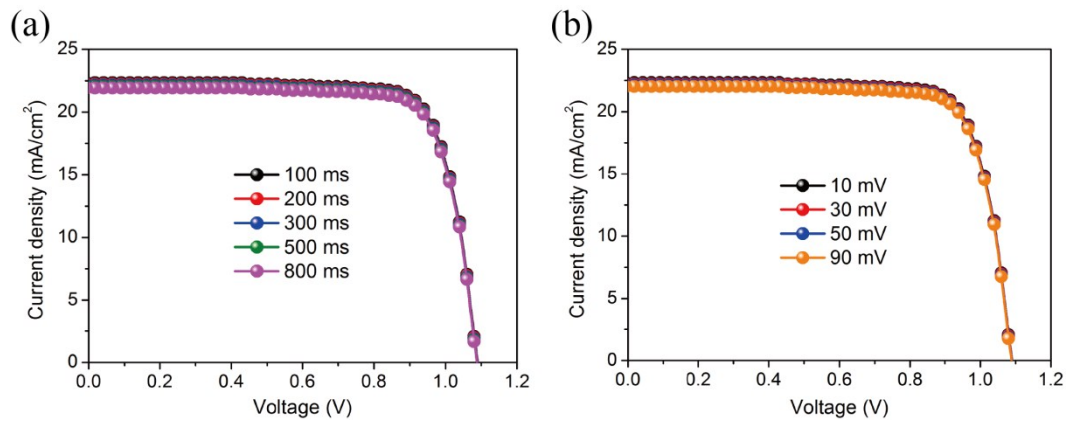 (a)
25
20
15
10
5
0
0.0 0.2 0.4 0.6 0.8 1.0 1.2
Current density (mA/cm²)
Voltage (V)
100 ms
200 ms
300 ms
500 ms
800 ms
(b)
25
20
15
10
5
0
0.0 0.2 0.4 0.6 0.8 1.0 1.2
Current density (mA/cm²)
Voltage (V)
10 mV
30 mV
50 mV
90 mV